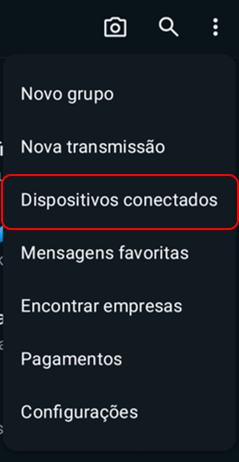 Novo grupo
Nova transmissão
Dispositivos conectados
Mensagens favoritas
Encontrar empresas
Pagamentos
Configurações